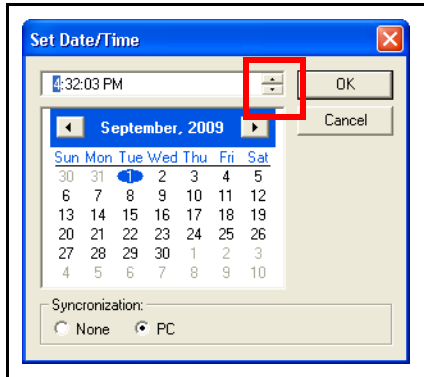 Set Date/Time
4:32:03 PM
OK
Cancel
September, 2009
Sun Mon Tue Wed Thu Fri Sat
30 31 1 2 3 4 5
6 7 8 9 10 11 12
13 14 15 16 17 18 19
20 21 22 23 24 25 26
27 28 29 30 1 2 3
4 5 6 7 8 9 10
Syncronization:
None PC